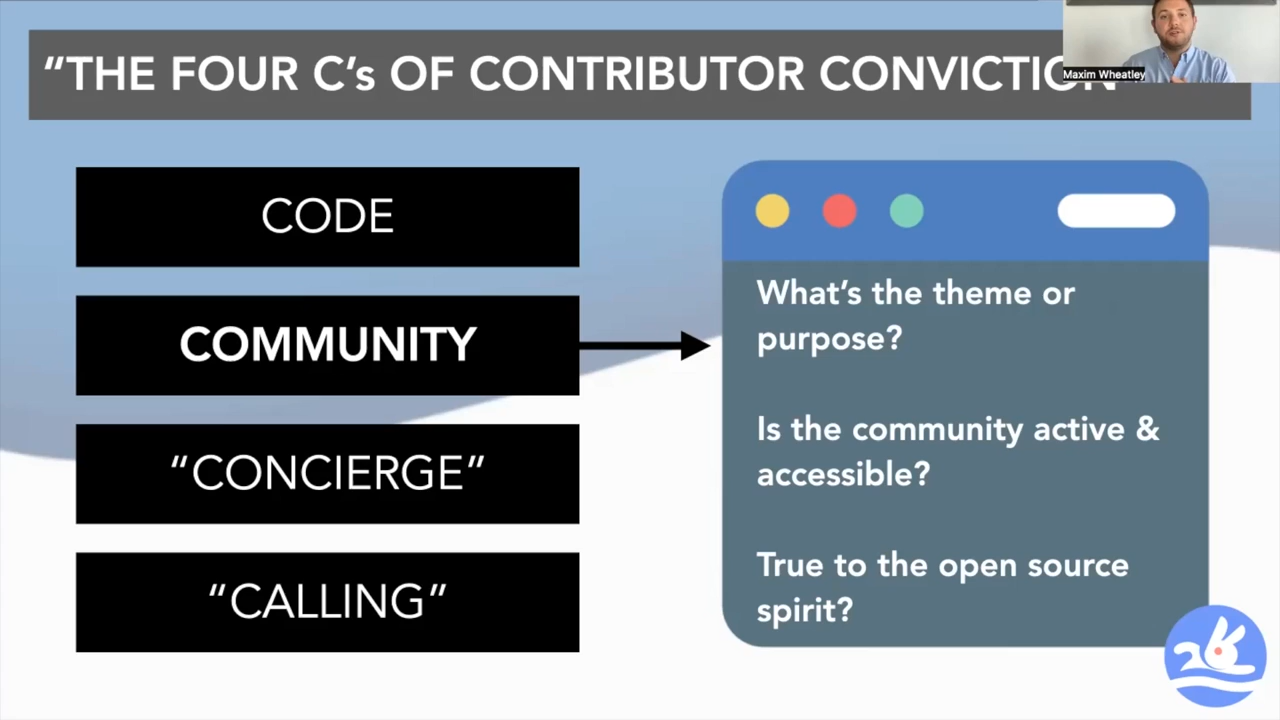 “THE FOUR C’s OF CONTRIBUTOR CONVICTION”
Maxim Wheatley
CODE
COMMUNITY
“CONCIERGE”
“CALLING”
What’s the theme or
purpose?
Is the community active &
accessible?
True to the open source
spirit?